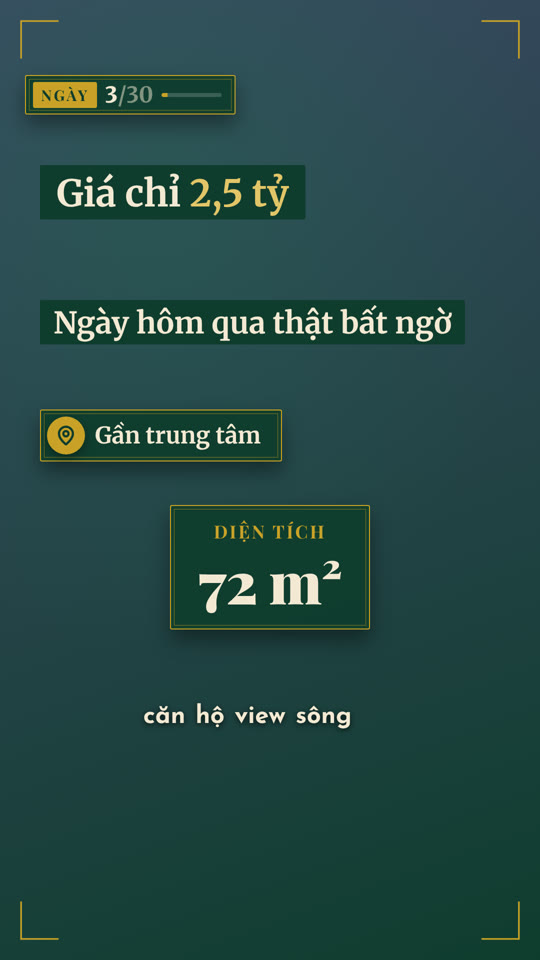 NGÀY 3/30
Giá chỉ 2,5 tỷ
Ngày hôm qua thật bất ngờ
Gần trung tâm
DIỆN TÍCH
72 m²
căn hộ view sông